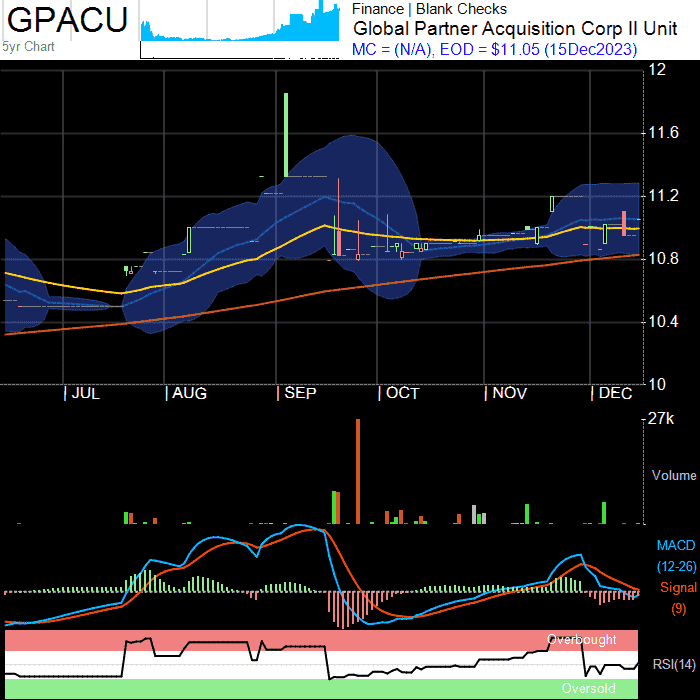 GPACU
5yr Chart
Finance | Blank Checks
Global Partner Acquisition Corp II Unit
MC = (N/A), EOD = $11.05 (15Dec2023)
12
11.6
11.2
10.8
10.4
10
JUL
AUG
SEP
OCT
NOV
DEC
27k
Volume
MACD
(12-26)
Signal
(9)
Overbought
RSI(14)
Oversold